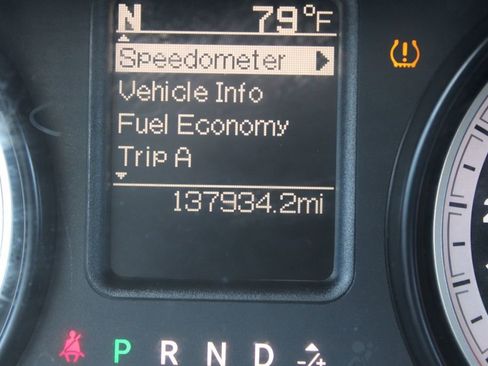 N 79°F
Speedometer
Vehicle Info
Fuel Economy
Trip A
137934.2mi
P R N D -/+